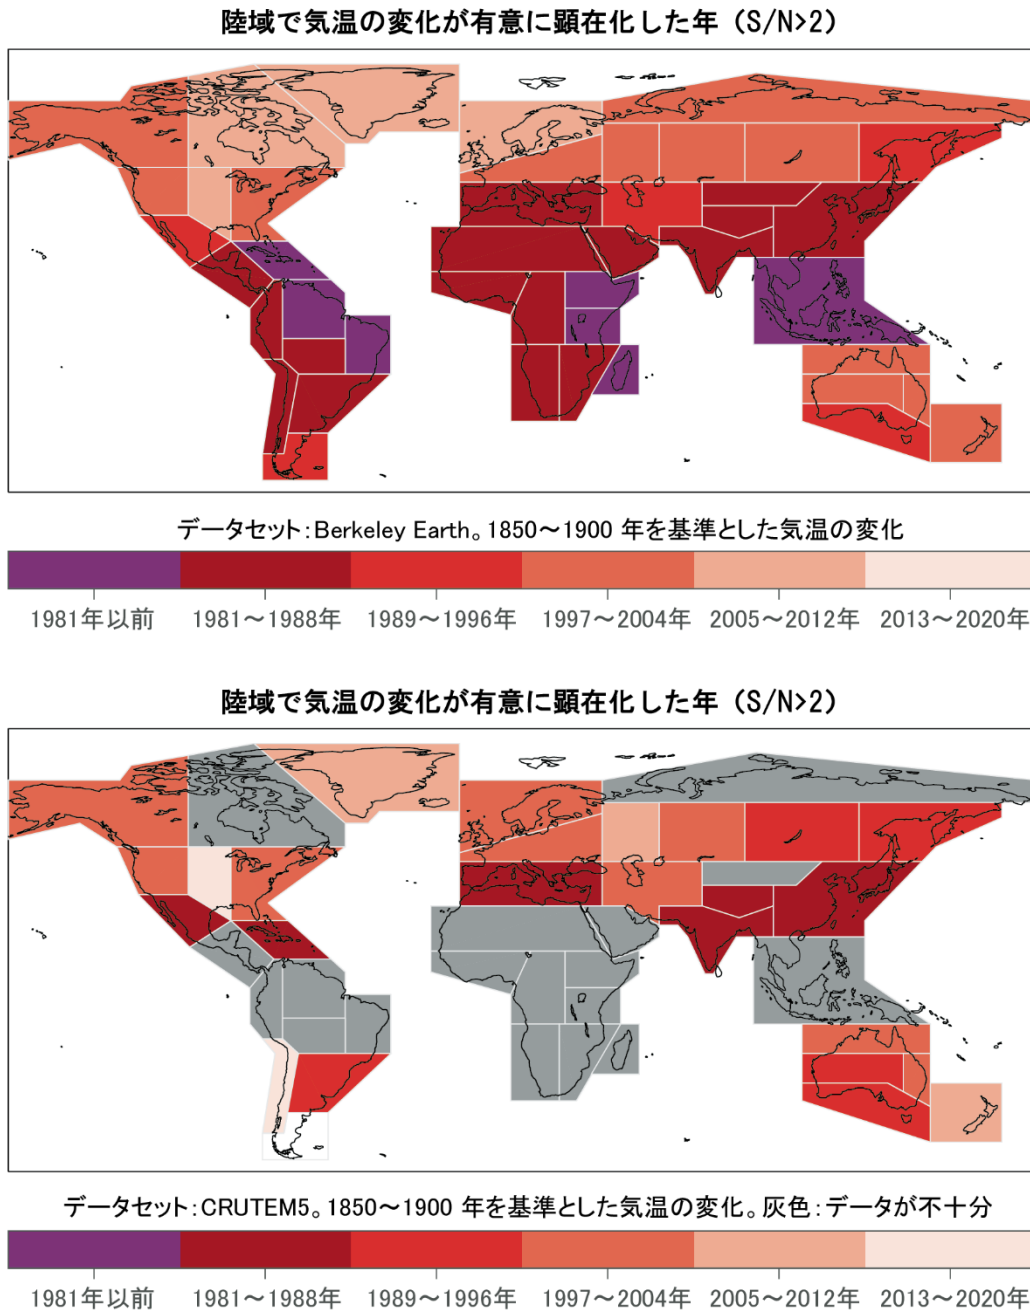 陸域で気温の変化が有意に顕在化した年（S/N>2）
データセット：Berkeley Earth。1850～1900 年を基準とした気温の変化
1981年以前 1981～1988年 1989～1996年 1997～2004年 2005～2012年 2013～2020年
陸域で気温の変化が有意に顕在化した年（S/N>2）
データセット：CRUTEM5。1850～1900 年を基準とした気温の変化。灰色：データが不十分
1981年以前 1981～1988年 1989～1996年 1997～2004年 2005～2012年 2013～2020年